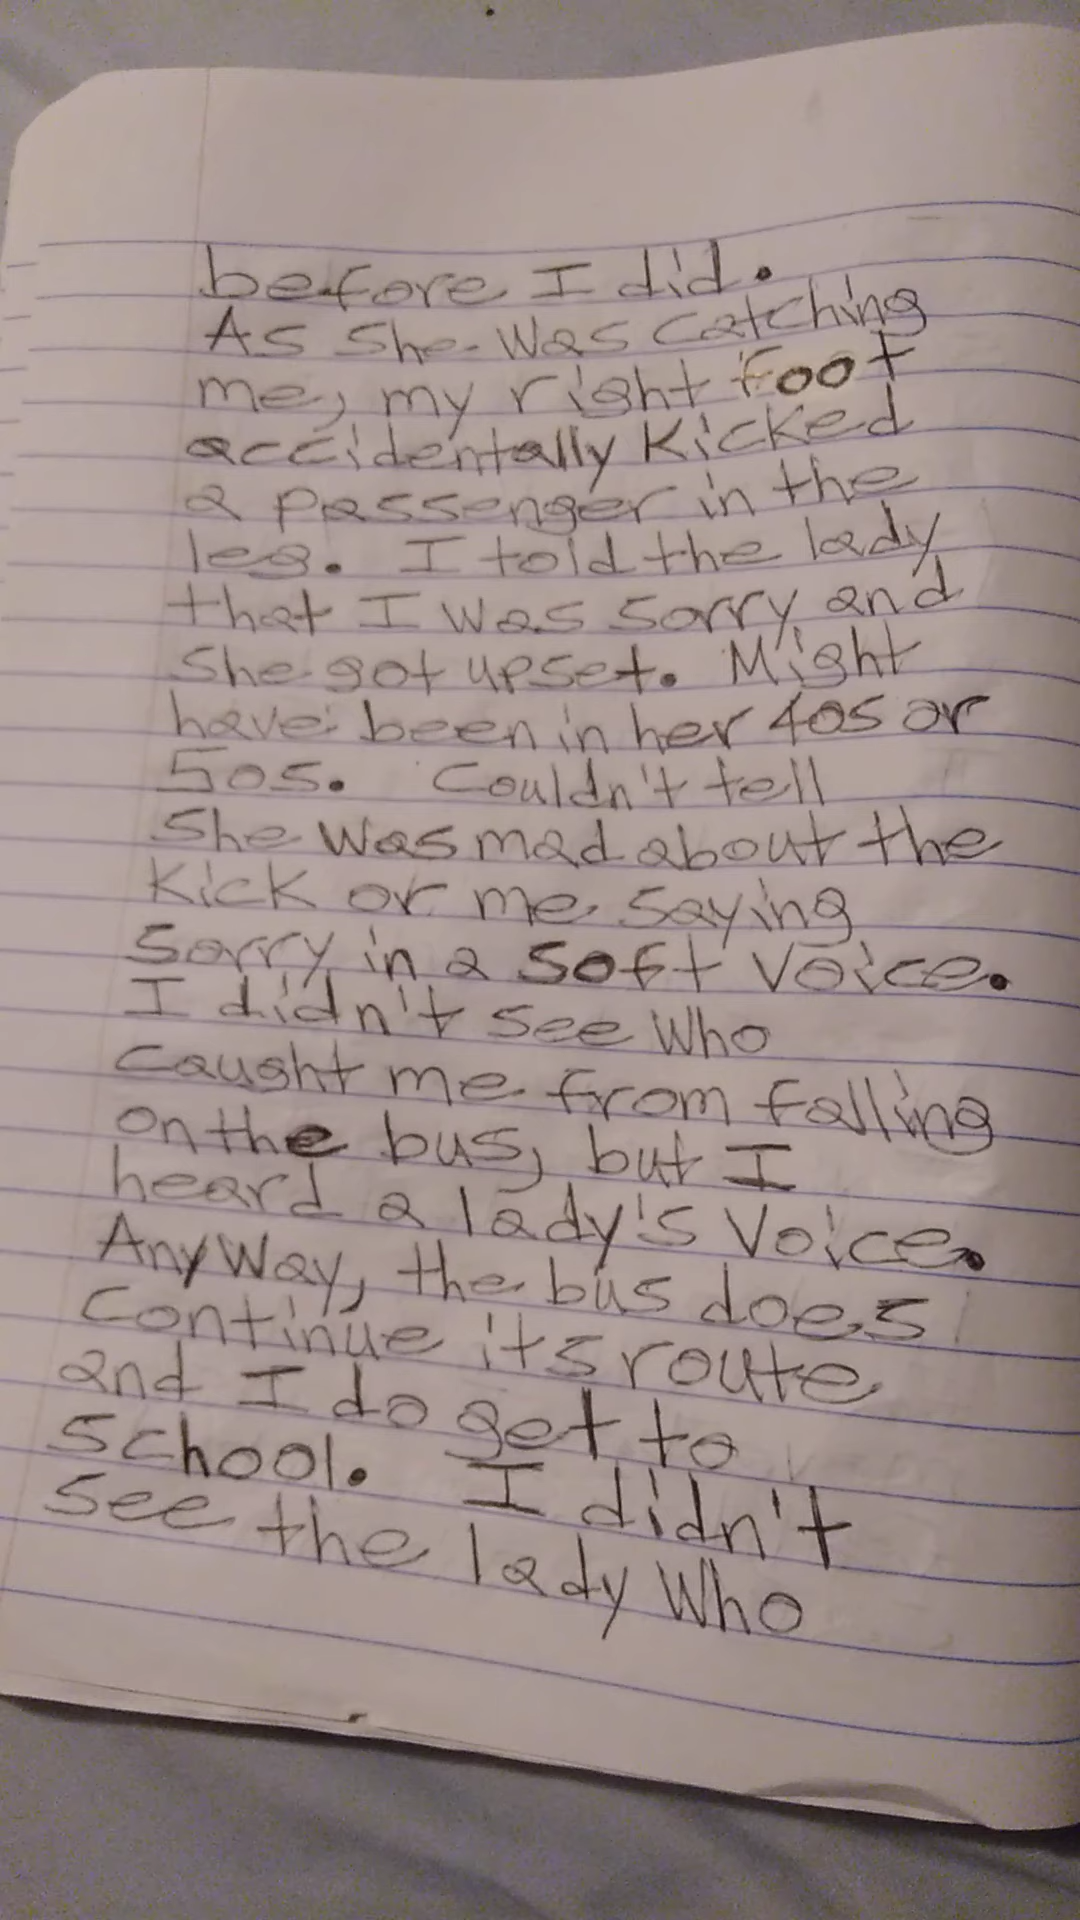 before I did.
As she was catching
me, my right foot
accidentally kicked
a passenger in the
leg. I told the lady
that I was sorry and
she got upset. Might
have been in her 40s or
50s. Couldn't tell
she was mad about the
kick or me saying
sorry in a soft voice.
I didn't see who
caught me from falling
on the bus, but I
heard a lady's voice.
Anyway, the bus does
continue its route
and I do get to
school. I didn't
see the lady who